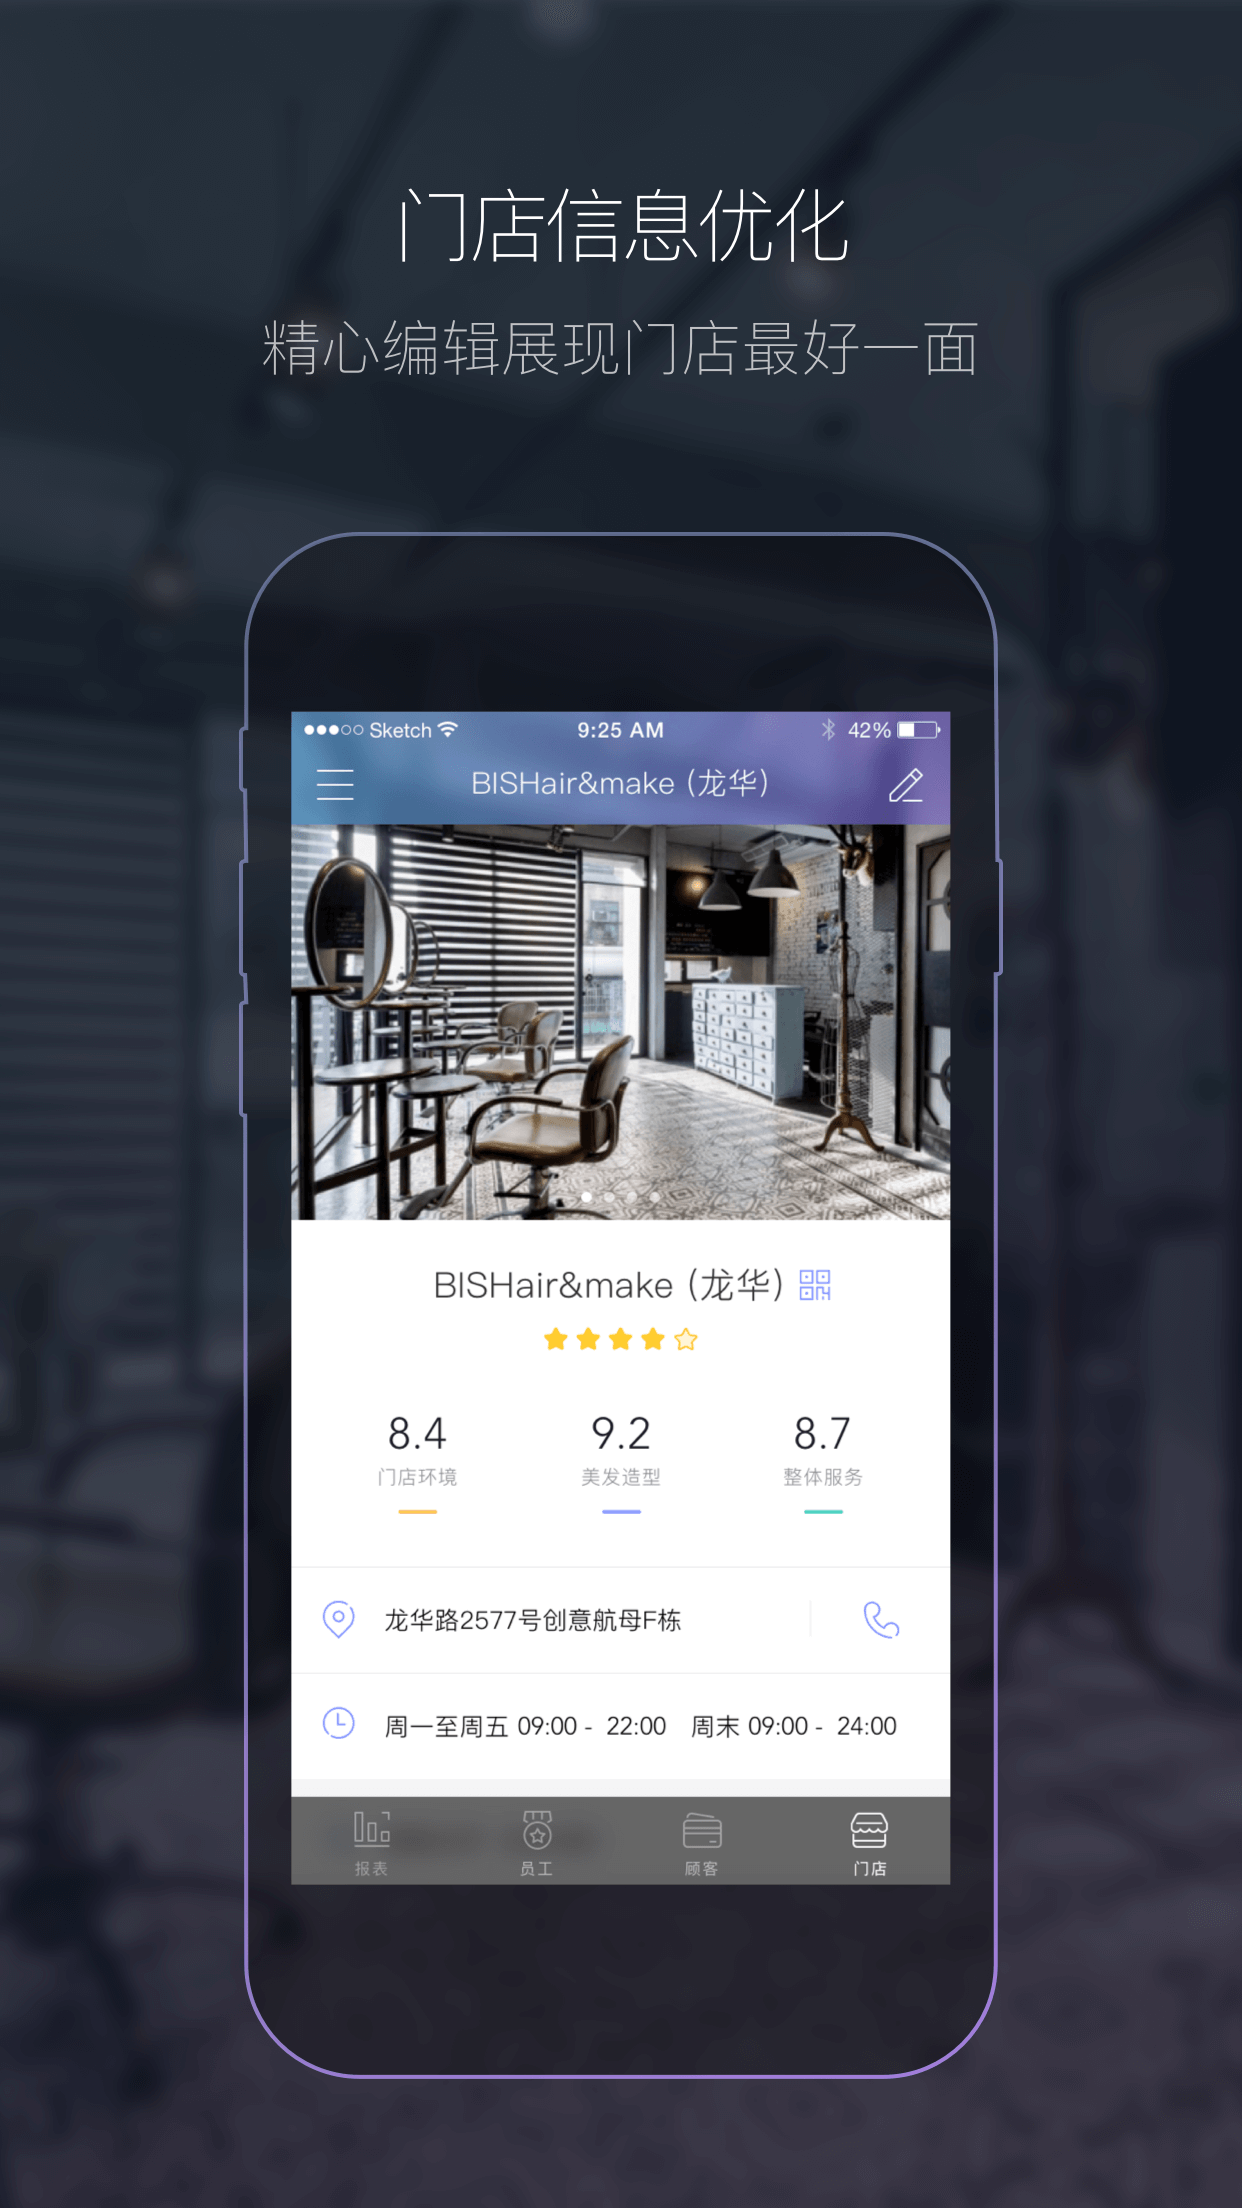 门店信息优化
精心编辑展现门店最好一面
Sketch 9:25 AM 42%
BISHair&make (龙华)
BISHair&make (龙华)
8.4 9.2 8.7
门店环境 美发造型 整体服务
龙华路2577号创意航母F栋
周一至周五 09:00 - 22:00 周末 09:00 - 24:00
报表 员工 顾客 门店